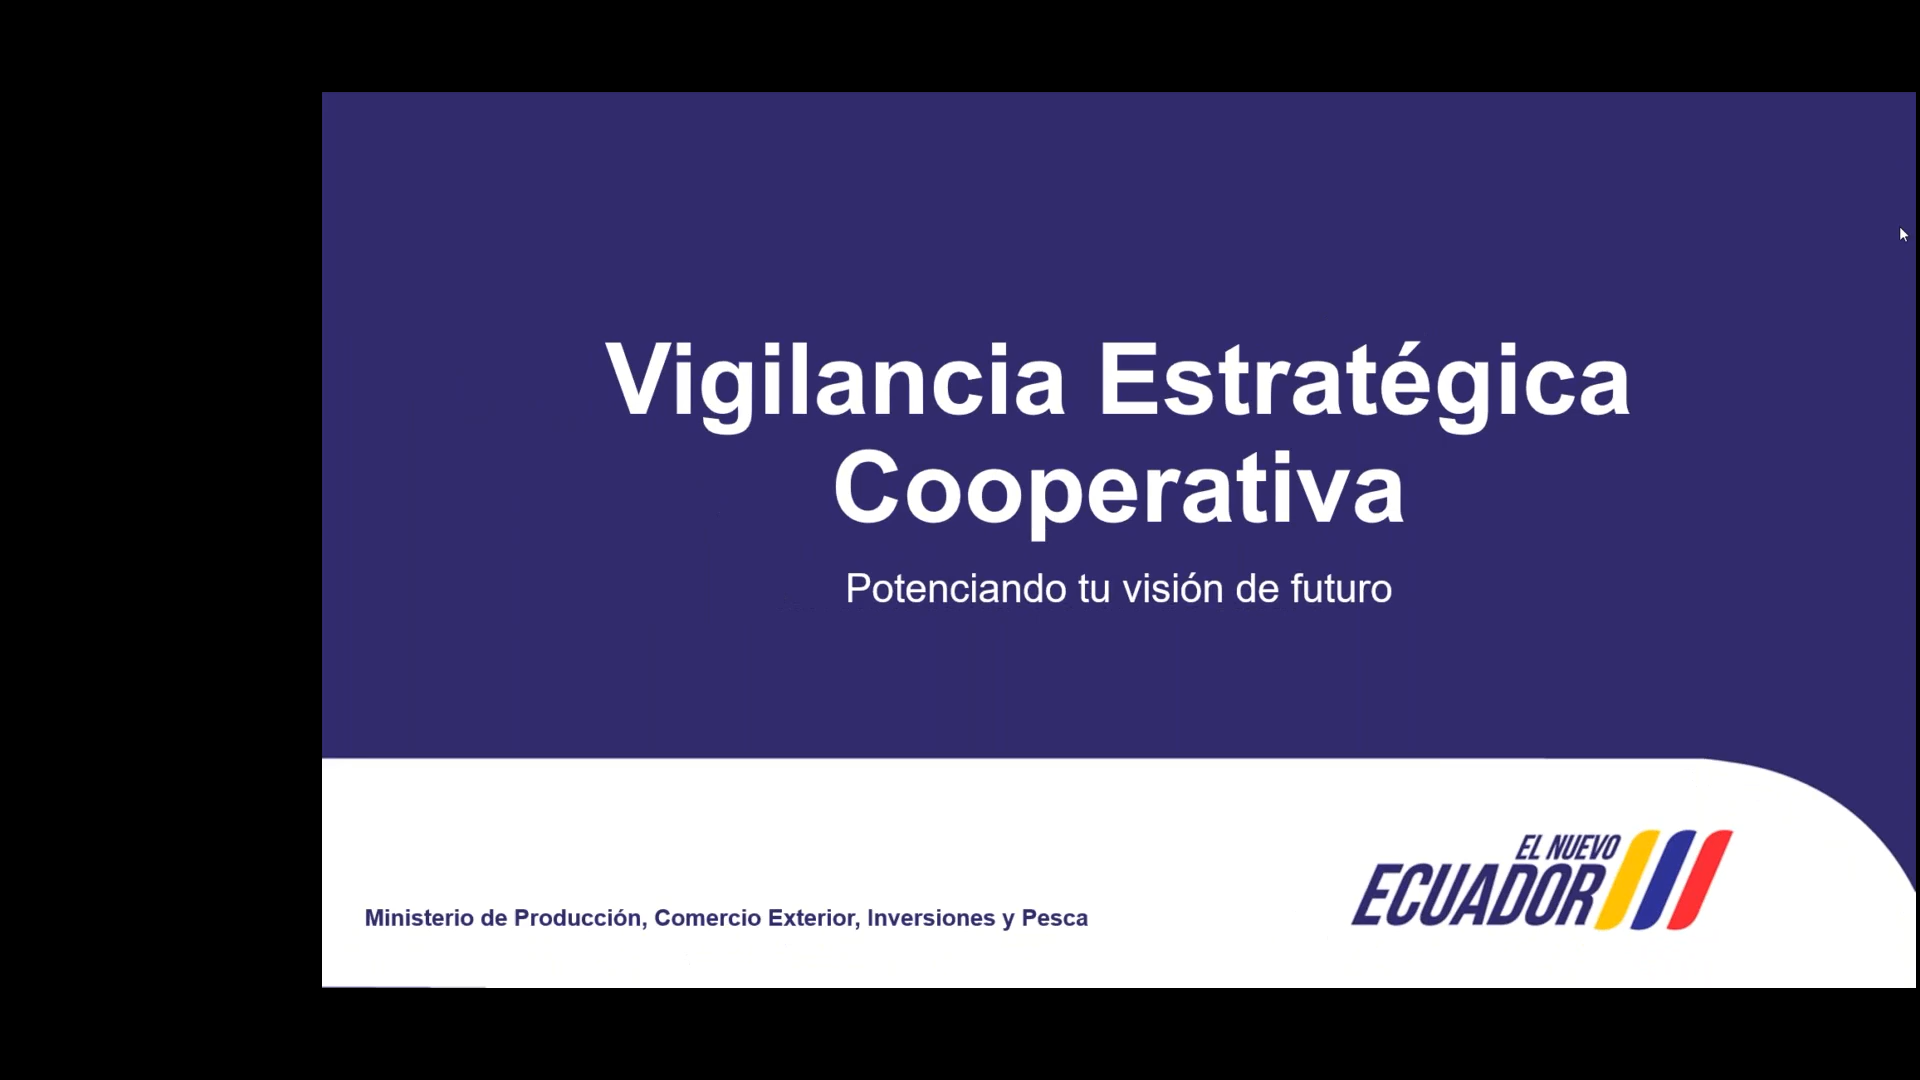 Vigilancia Estratégica
Cooperativa
Potenciando tu visión de futuro
EL NUEVO
ECUADOR
Ministerio de Producción, Comercio Exterior, Inversiones y Pesca